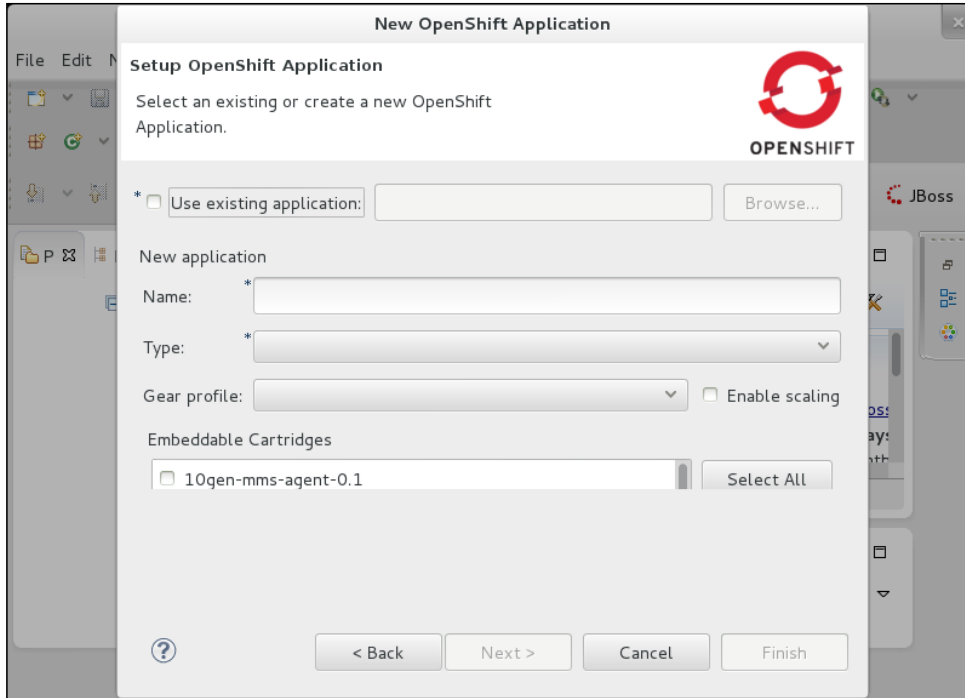 New OpenShift Application
File Edit N
Setup OpenShift Application
Select an existing or create a new OpenShift
Application.
OPENSHIFT
* Use existing application:
Browse...
JBoss
P
New application
Name: *
Type: *
Gear profile:
Enable scaling
Embeddable Cartridges
10gen-mms-agent-0.1
Select All
? < Back Next > Cancel Finish